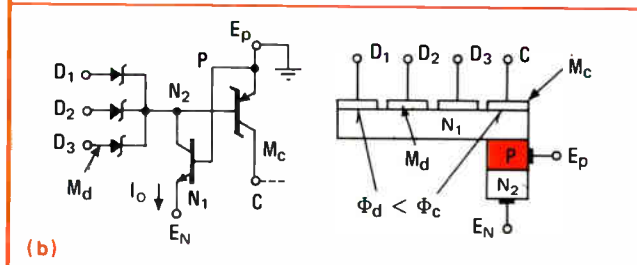 Ep
P
D1
D2
D3
N2
Md
Mc
Io
N1
C
EN
(b)
D1 D2 D3 C
Mc
N1
Md
P
Ep
Φd < Φc
N2
EN